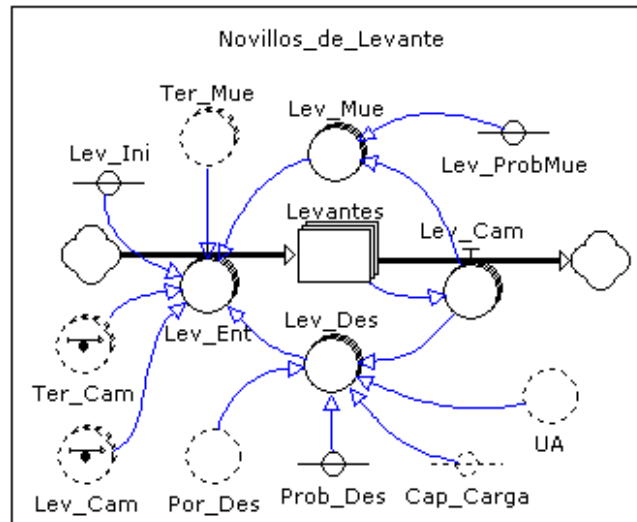 Novillos_de_Levante
Ter_Mue
Lev_Mue
Lev_Ini
Lev_ProbMue
Levantes
Lev_Cam
Lev_Ent
Lev_Des
Ter_Cam
UA
Lev_Cam
Por_Des
Prob_Des
Cap_Carga